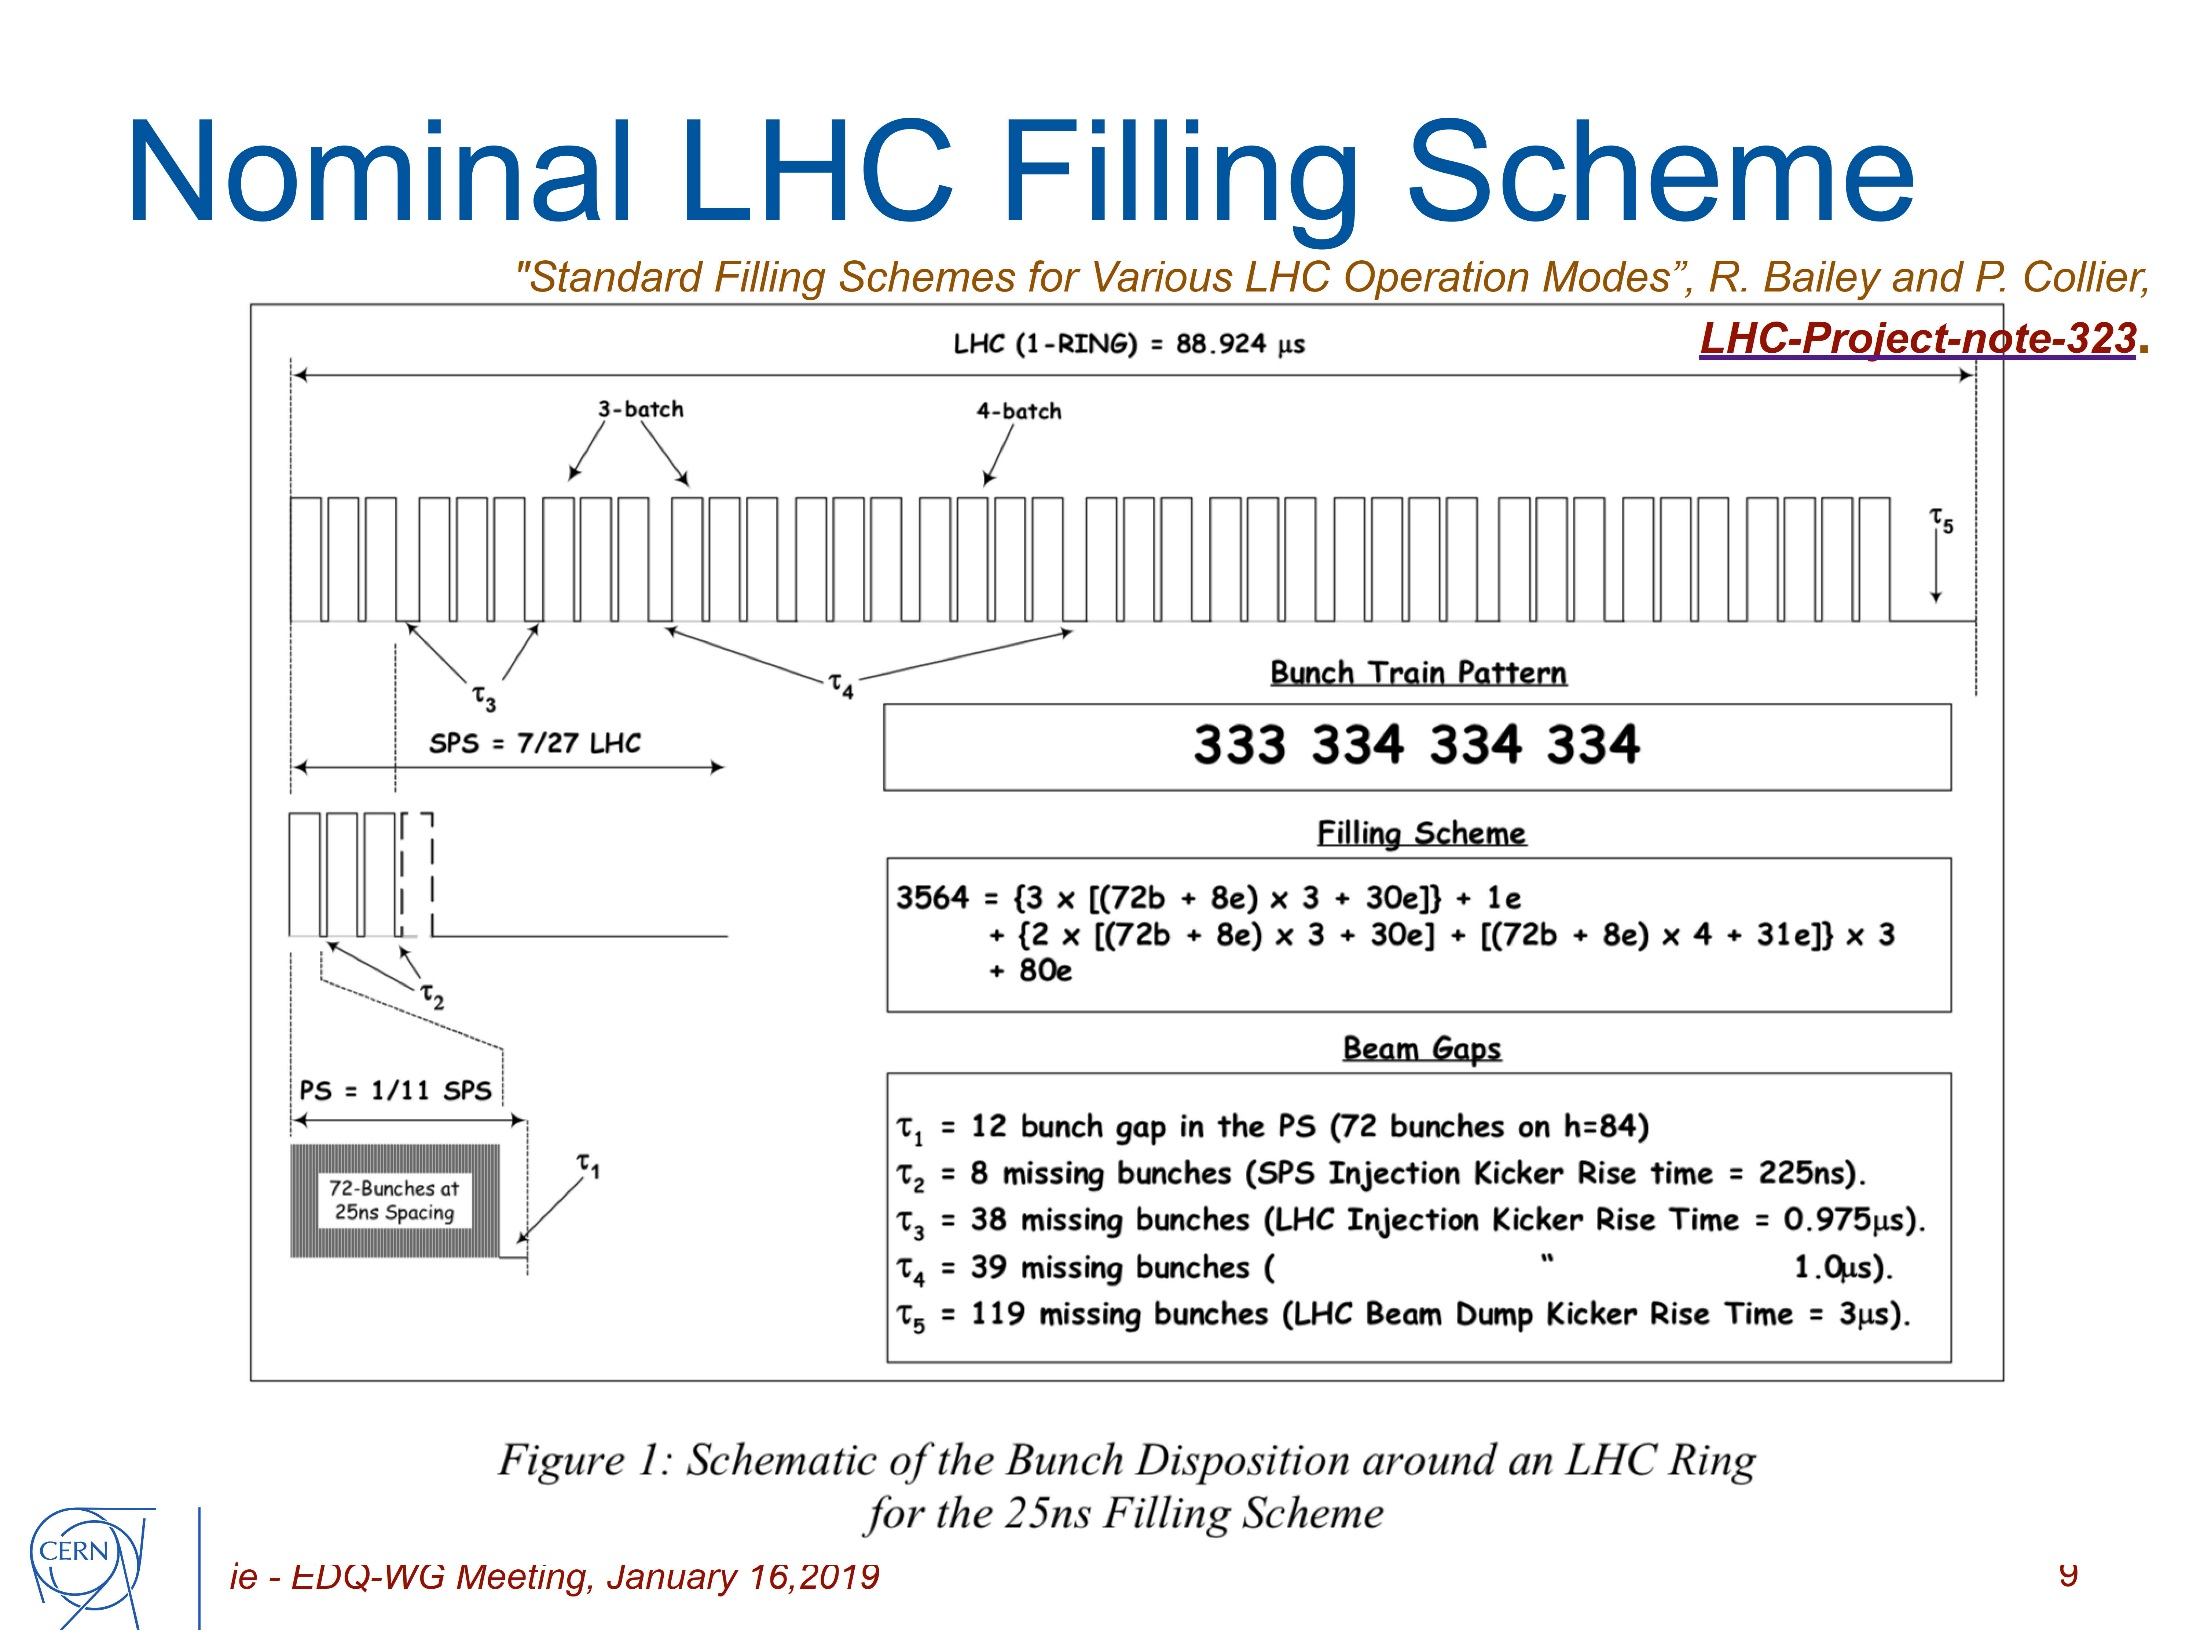 Nominal LHC Filling Scheme
"Standard Filling Schemes for Various LHC Operation Modes”, R. Bailey and P. Collier,
LHC-Project-note-323.
LHC (1-RING) = 88.924 μs
3-batch
4-batch
τ5
τ3
τ4
Bunch Train Pattern
333 334 334 334
SPS = 7/27 LHC
Filling Scheme
3564 = {3 x [(72b + 8e) x 3 + 30e]} + 1e
+ {2 x [(72b + 8e) x 3 + 30e] + [(72b + 8e) x 4 + 31e]} x 3
+ 80e
τ2
Beam Gaps
PS = 1/11 SPS
τ1 = 12 bunch gap in the PS (72 bunches on h=84)
τ2 = 8 missing bunches (SPS Injection Kicker Rise time = 225ns).
τ3 = 38 missing bunches (LHC Injection Kicker Rise Time = 0.975μs).
τ4 = 39 missing bunches ( “ 1.0μs).
τ5 = 119 missing bunches (LHC Beam Dump Kicker Rise Time = 3μs).
τ1
72-Bunches at
25ns Spacing
Figure 1: Schematic of the Bunch Disposition around an LHC Ring
for the 25ns Filling Scheme
CERN
ie - EDQ-WG Meeting, January 16,2019
9